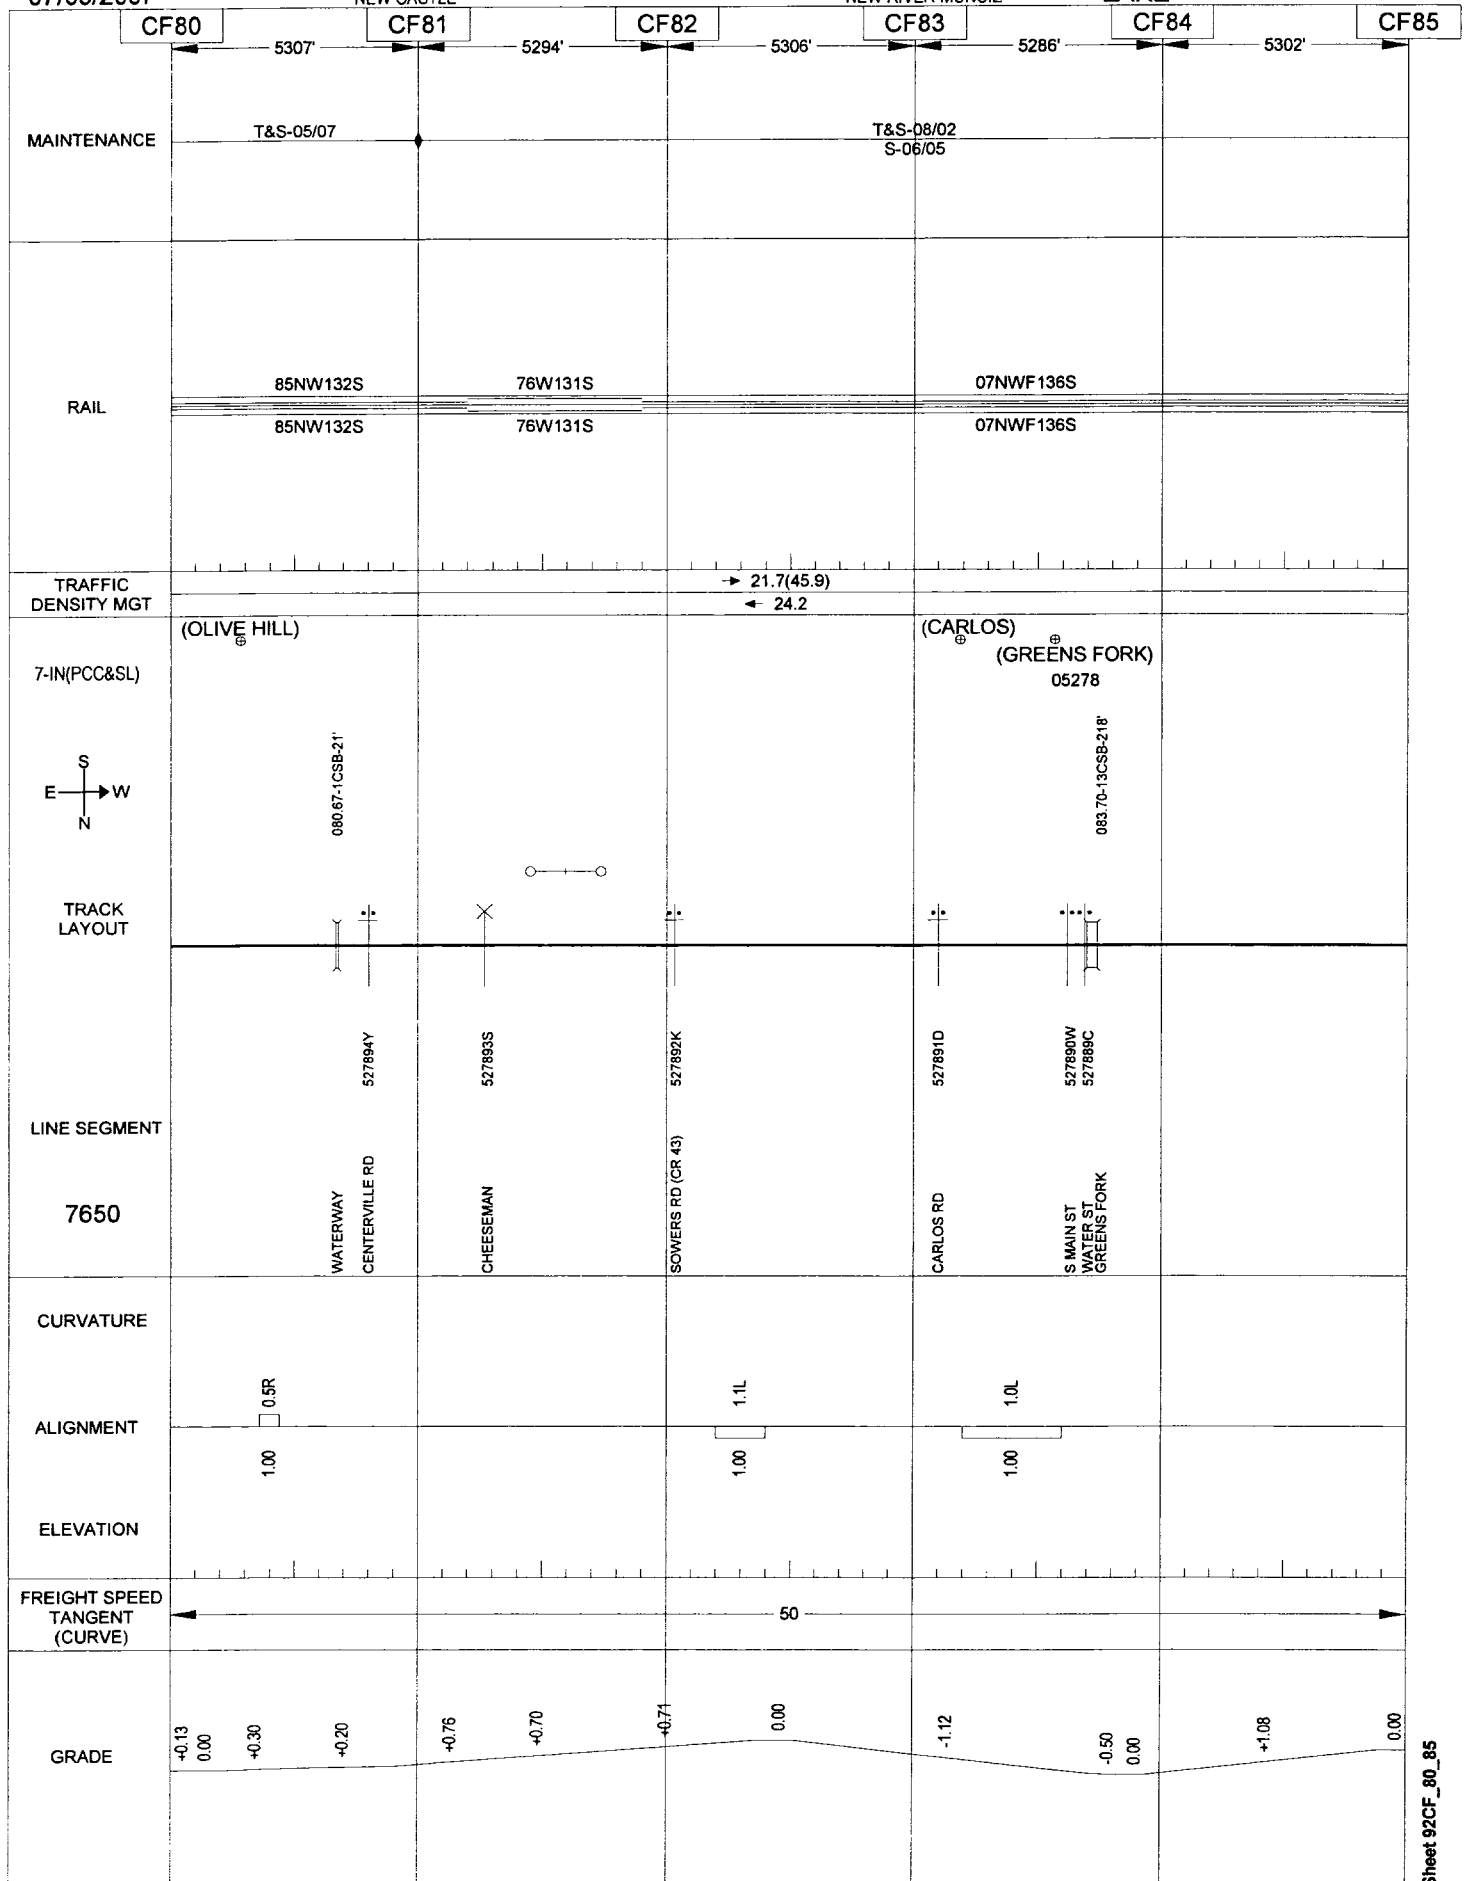 CF80 CF81 CF82 CF83 CF84 CF85
5307' 5294' 5306' 5286' 5302'
MAINTENANCE
T&S-05/07
T&S-08/02
S-06/05
RAIL
85NW132S 76W131S 07NWF136S
85NW132S 76W131S 07NWF136S
TRAFFIC
DENSITY MGT
21.7(45.9)
24.2
(OLIVE HILL)
(CARLOS)
(GREENS FORK)
05278
7-IN(PCC&SL)
S
E W
N
080.67-1CSB-21'
083.70-13CSB-218'
TRACK
LAYOUT
527894Y
527893S
527892K
527891D
527890W
527889C
LINE SEGMENT
7650
WATERWAY
CENTERVILLE RD
CHEESEMAN
SOWERS RD (CR 43)
CARLOS RD
S MAIN ST
WATER ST
GREENS FORK
CURVATURE
0.5R
1.1L
1.0L
ALIGNMENT
1.00
1.00
1.00
ELEVATION
FREIGHT SPEED
TANGENT
(CURVE)
50
GRADE
+0.13
0.00
+0.30
+0.20
+0.76
+0.70
+0.71
0.00
-1.12
-0.50
0.00
+1.08
0.00
Sheet 92CF_80_85